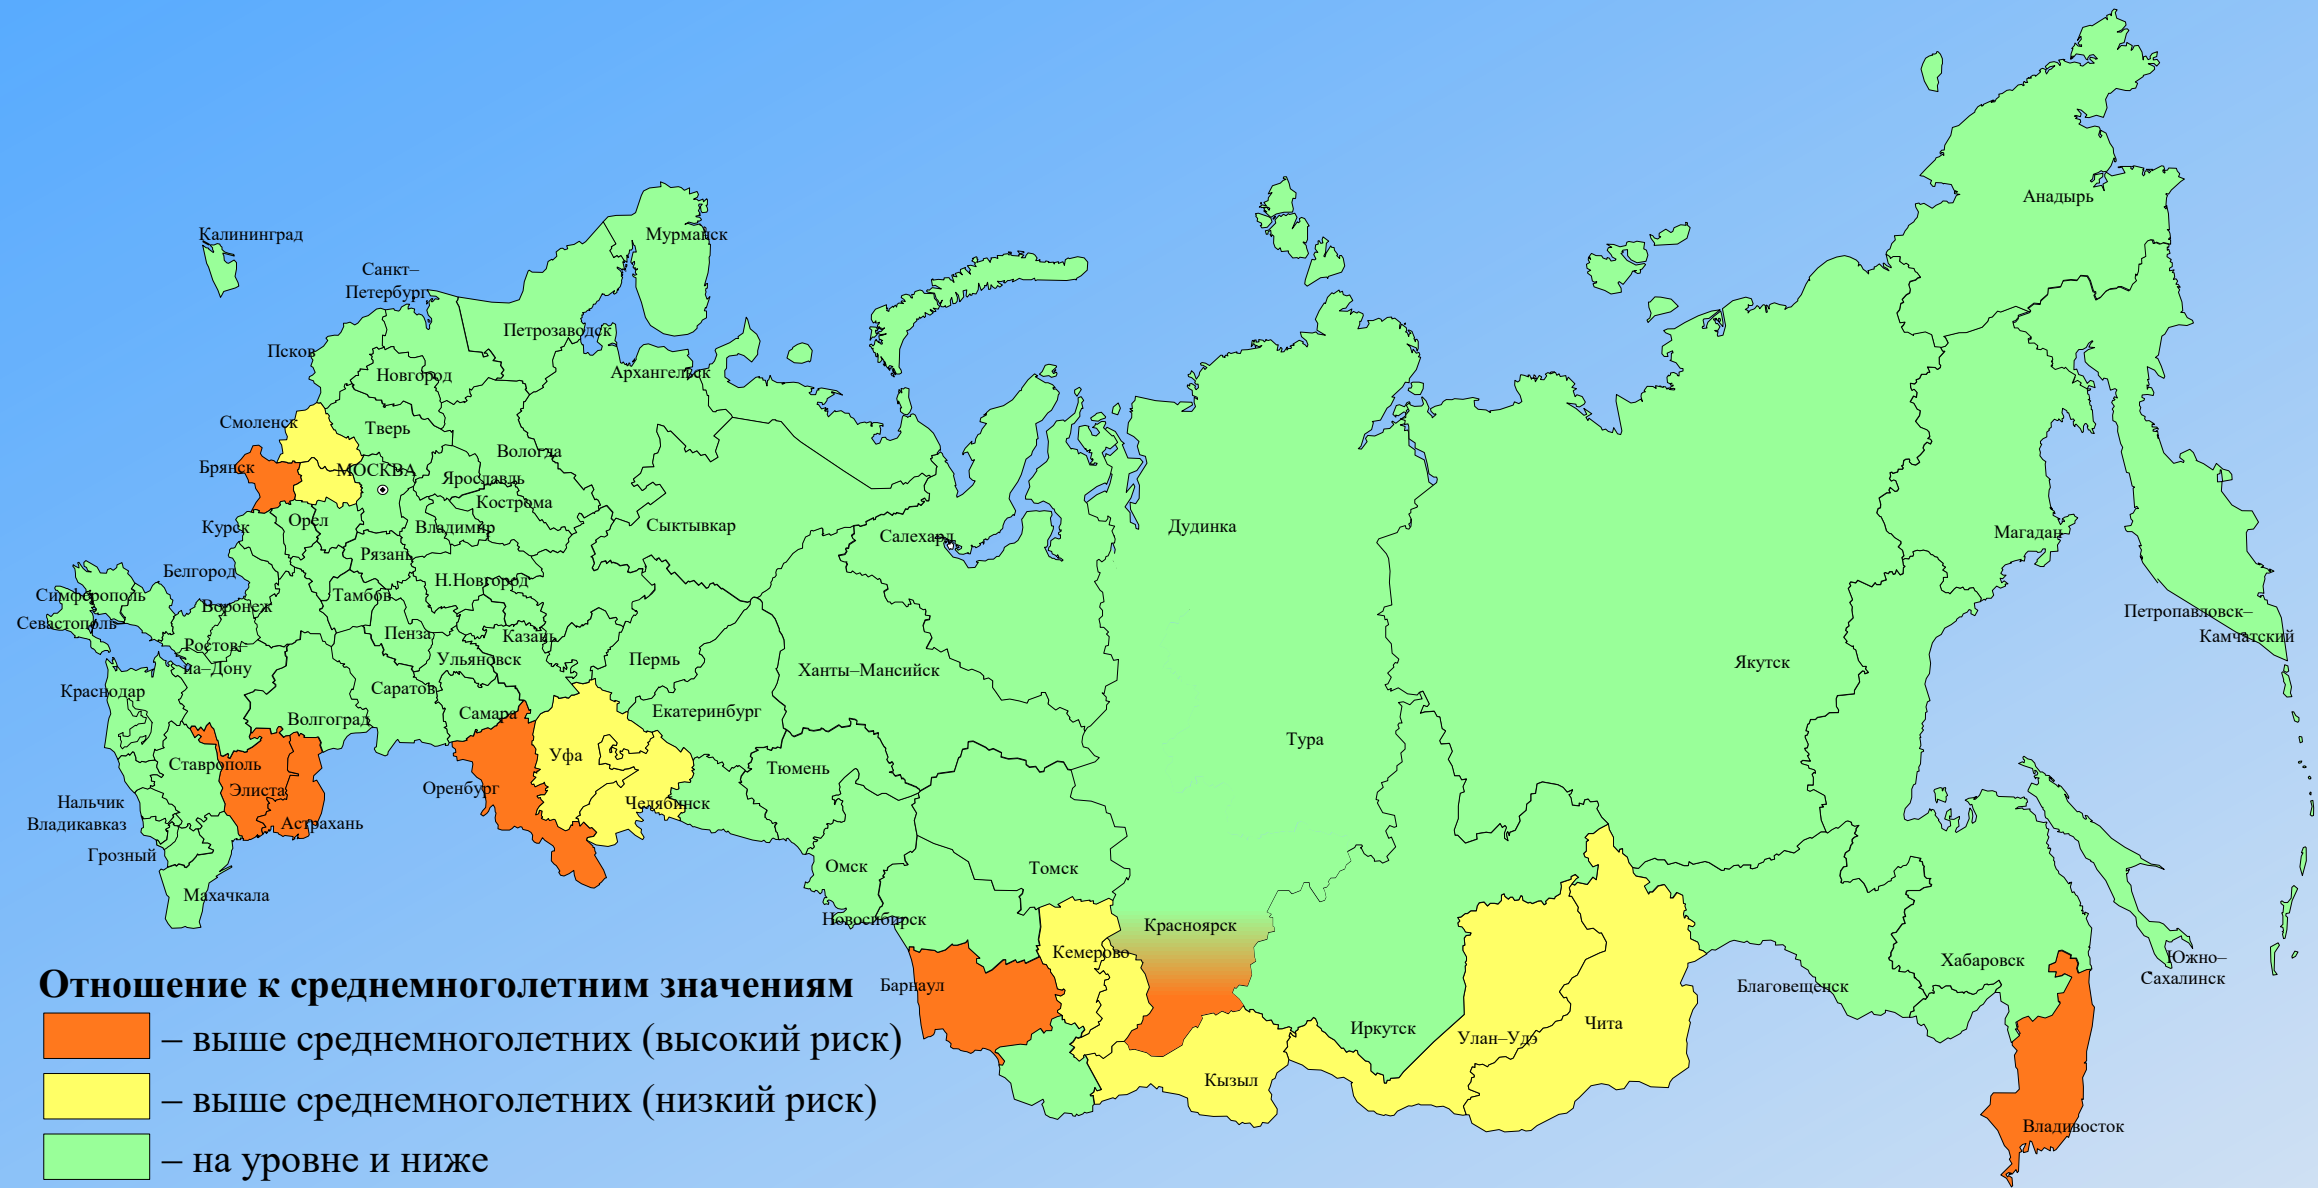 Анадырь
Калининград
Мурманск
Санкт–
Петербург
Петрозаводск
Псков
Новгород
Архангельск
Смоленск
Тверь
Вологда
Брянск
МОСКВА
Ярославль
Кострома
Курск
Орел
Владимир
Сыктывкар
Салехард
Дудинка
Магадан
Рязань
Белгород
Н.Новгород
Симферополь
Воронеж
Тамбов
Севастополь
Пенза
Казань
Петропавловск–
Камчатский
Ростов–
на–Дону
Ульяновск
Пермь
Ханты–Мансийск
Якутск
Краснодар
Саратов
Волгоград
Самара
Екатеринбург
Тура
Ставрополь
Уфа
Тюмень
Элиста
Оренбург
Нальчик
Челябинск
Владикавказ
Астрахань
Грозный
Омск
Томск
Махачкала
Новосибирск
Красноярск
Кемерово
Хабаровск
Южно–
Сахалинск
Барнаул
Благовещенск
Иркутск
Улан–Удэ
Чита
Кызыл
Владивосток
Отношение к среднемноголетним значениям
– выше среднемноголетних (высокий риск)
– выше среднемноголетних (низкий риск)
– на уровне и ниже